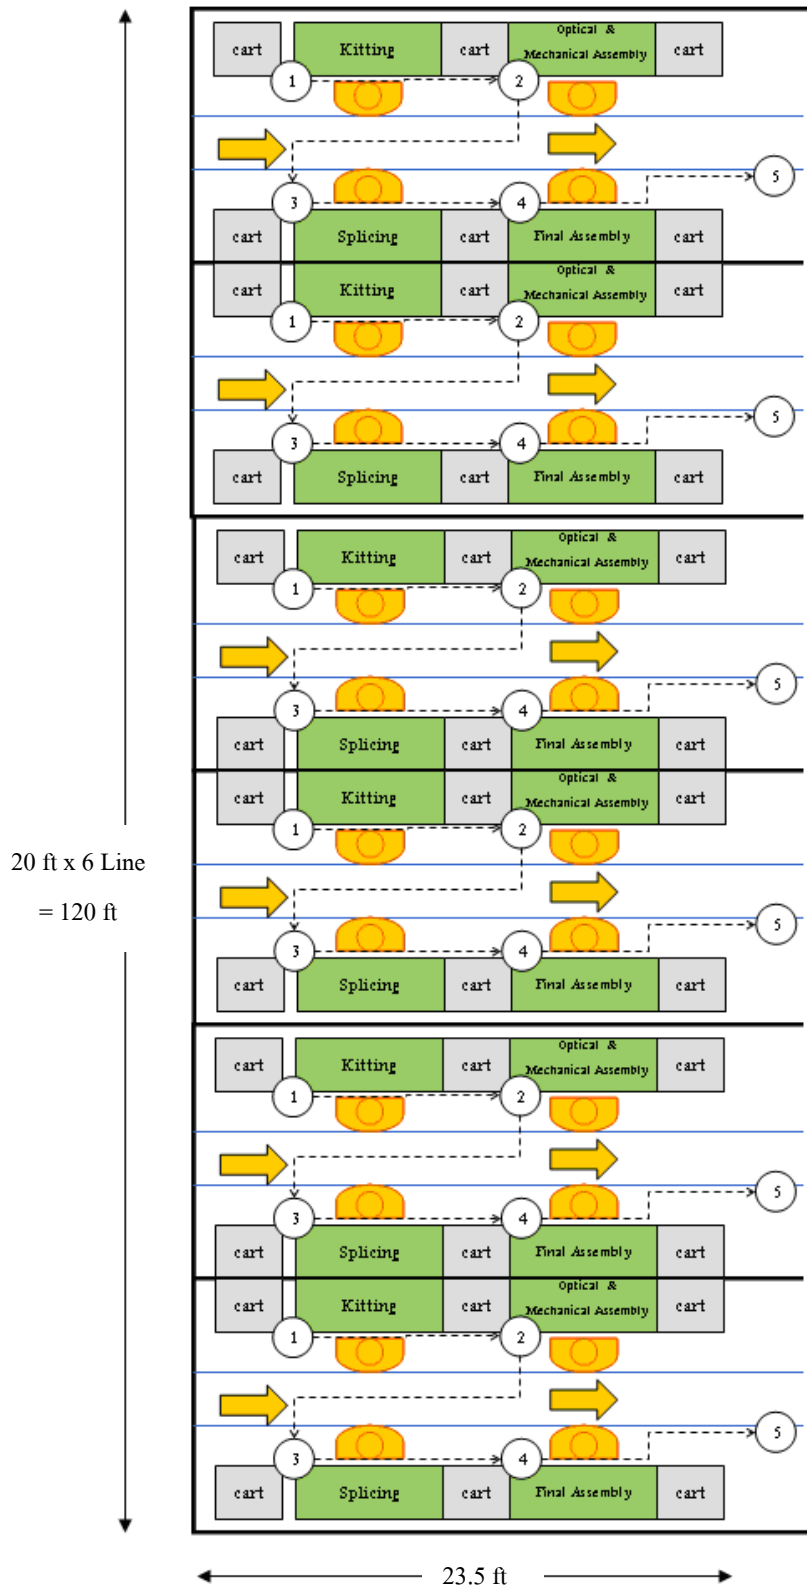 Optical &
cart Kitting cart Mechanical Assembly cart
1 2
3 4 5
cart Splicing cart Final Assembly cart
Optical &
cart Kitting cart Mechanical Assembly cart
1 2
3 4 5
cart Splicing cart Final Assembly cart
Optical &
cart Kitting cart Mechanical Assembly cart
1 2
3 4 5
cart Splicing cart Final Assembly cart
Optical &
cart Kitting cart Mechanical Assembly cart
1 2
20 ft x 6 Line
= 120 ft
3 4 5
cart Splicing cart Final Assembly cart
Optical &
cart Kitting cart Mechanical Assembly cart
1 2
3 4 5
cart Splicing cart Final Assembly cart
Optical &
cart Kitting cart Mechanical Assembly cart
1 2
3 4 5
cart Splicing cart Final Assembly cart
23.5 ft